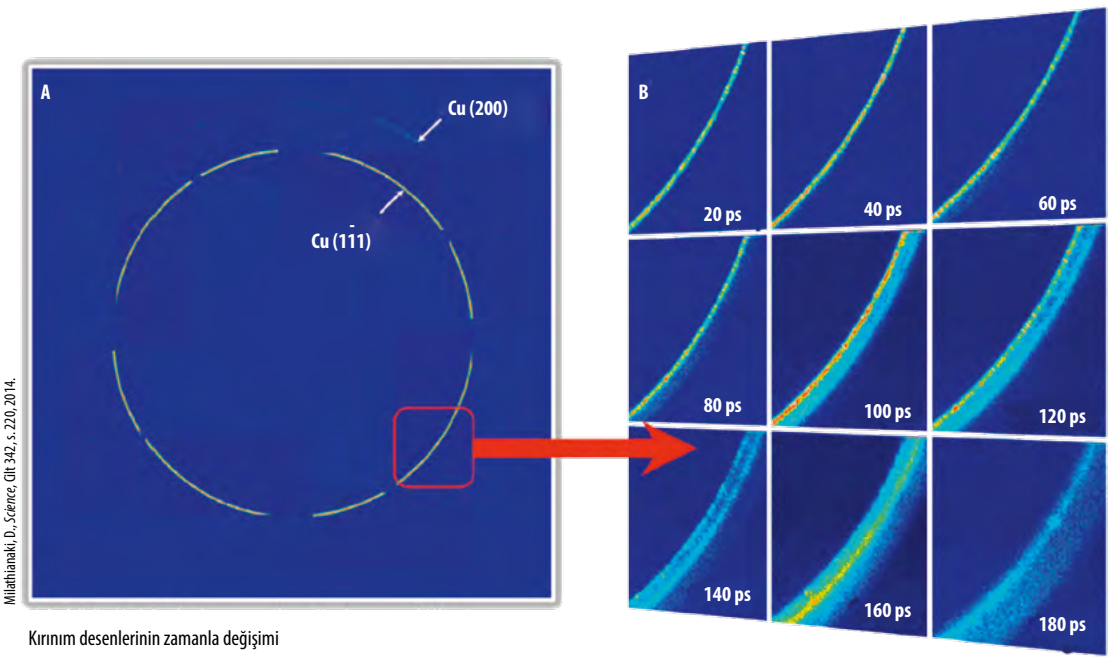 A
Cu (200)
Cu (11̄1)
B
20 ps
40 ps
60 ps
80 ps
100 ps
120 ps
140 ps
160 ps
180 ps
Milathianaki, D., Science, Cilt 342, s. 220, 2014.
Kırınım desenlerinin zamanla değişimi